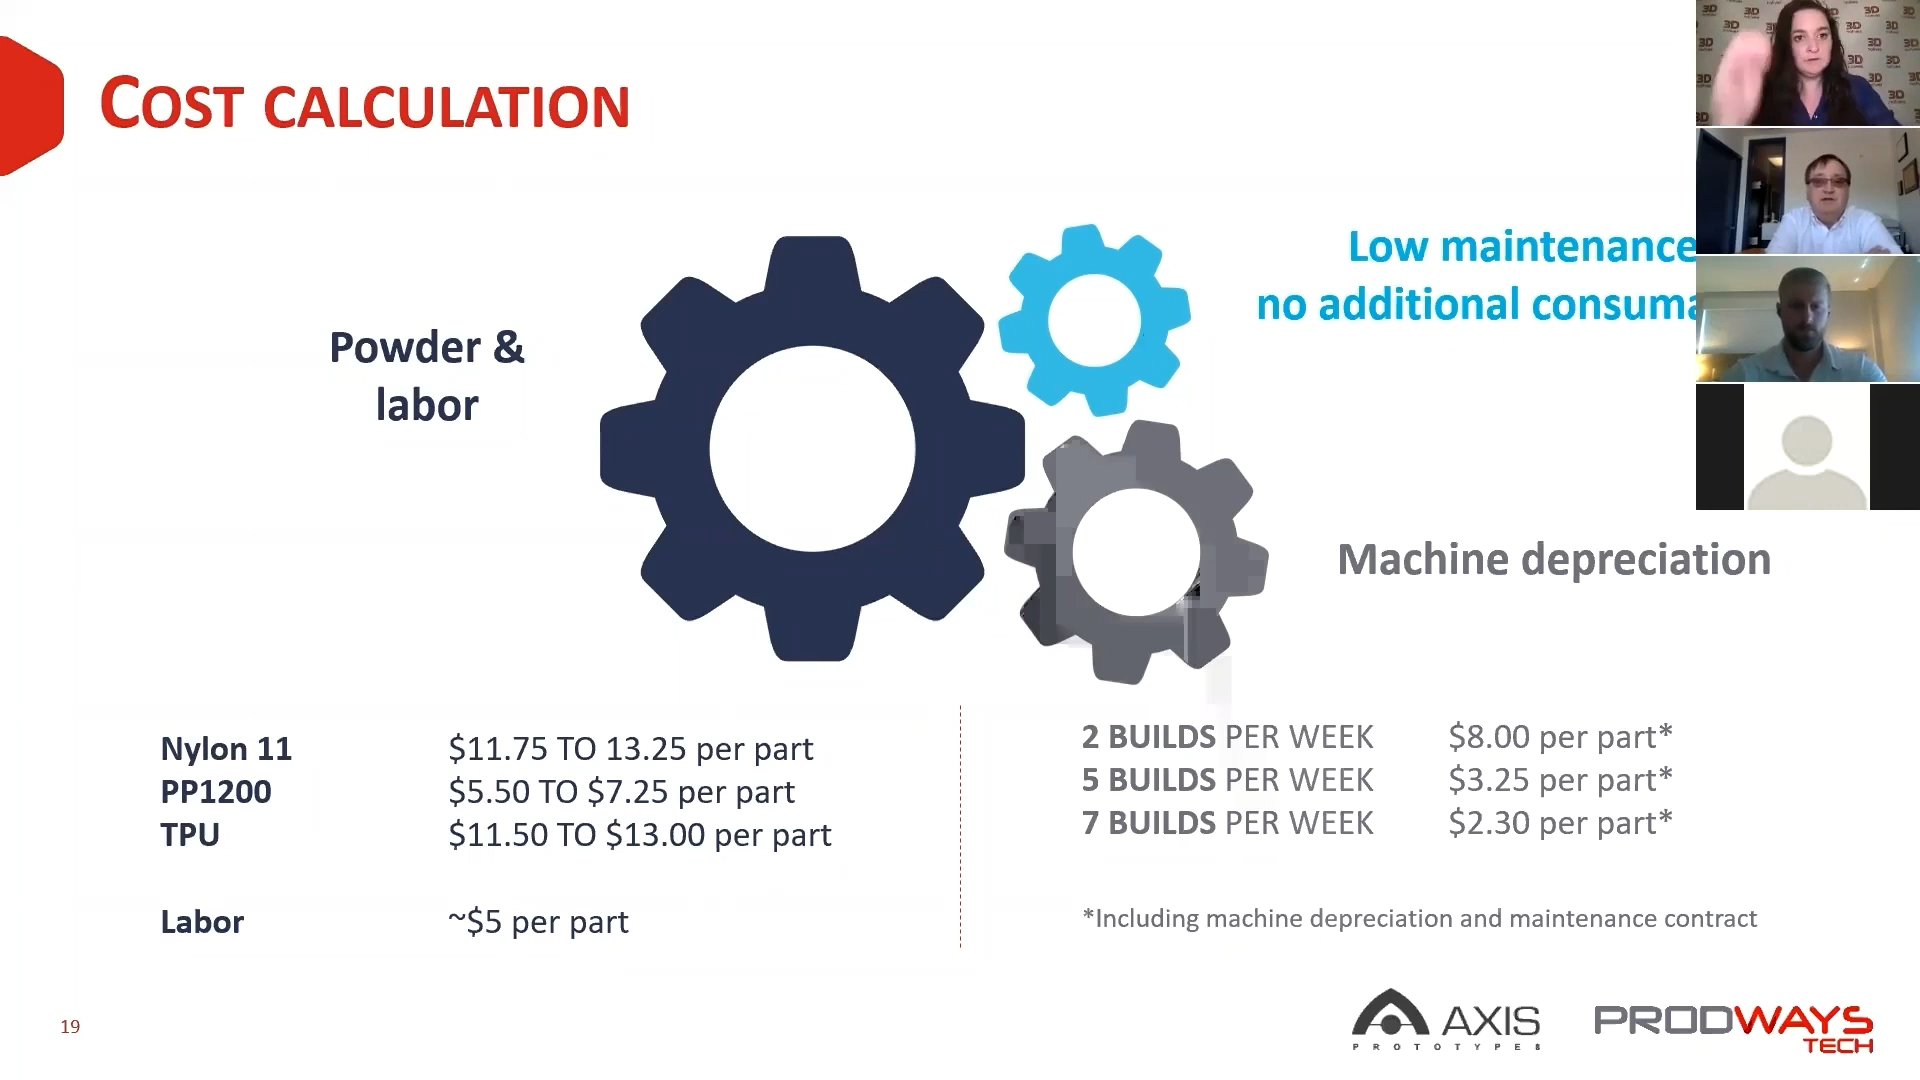 COST CALCULATION
Low maintenance
no additional
Powder &
labor
Machine depreciation
Nylon 11 $11.75 TO 13.25 per part
PP1200 $5.50 TO $7.25 per part
TPU $11.50 TO $13.00 per part
Labor ~$5 per part
2 BUILDS PER WEEK $8.00 per part*
5 BUILDS PER WEEK $3.25 per part*
7 BUILDS PER WEEK $2.30 per part*
*Including machine depreciation and maintenance contract
19
AXIS
PROTOTYPES
PRODWAYS
TECH